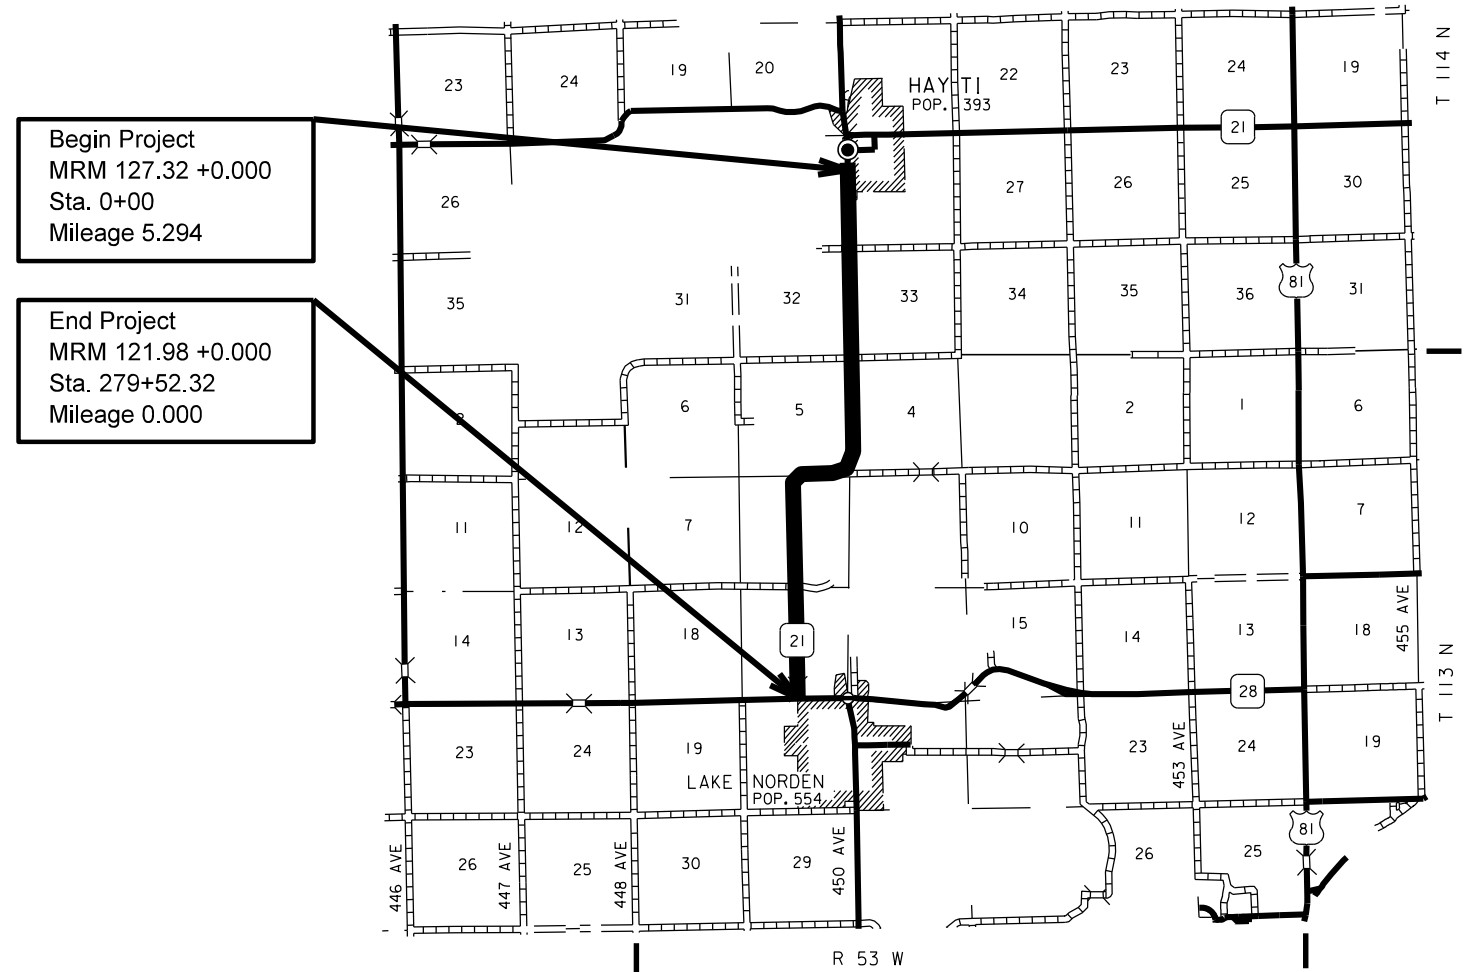 Begin Project
MRM 127.32 +0.000
Sta. 0+00
Mileage 5.294
End Project
MRM 121.98 +0.000
Sta. 279+52.32
Mileage 0.000
23
24
19
20
HAYTI
POP. 393
22
23
24
19
21
26
27
26
25
30
35
31
32
33
34
35
36
81
31
2
6
5
4
2
1
6
11
12
7
10
11
12
7
14
13
18
21
15
14
13
18
28
23
24
19
LAKE NORDEN
POP. 554
23
24
19
26
25
30
29
26
25
81
446 AVE
447 AVE
448 AVE
450 AVE
453 AVE
455 AVE
T 114 N
T 113 N
R 53 W